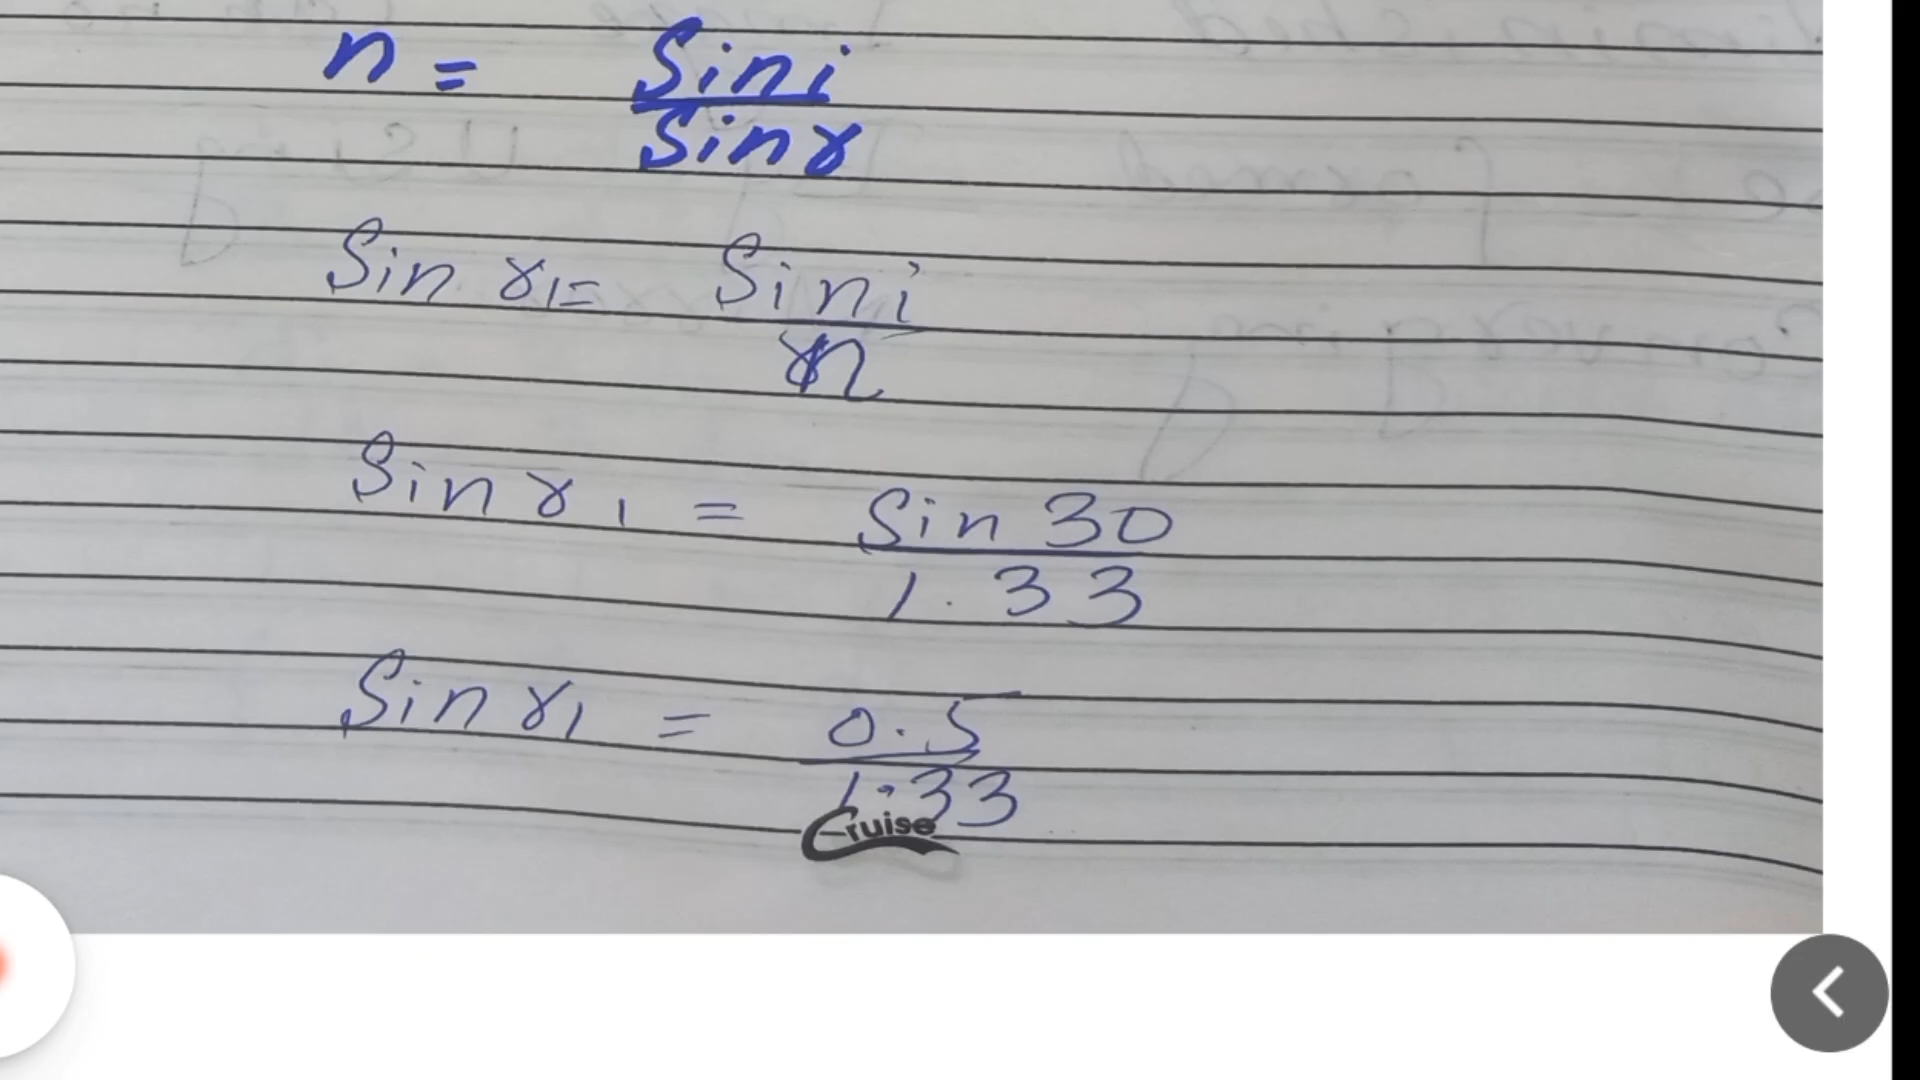 n = Sin i
Sin r
Sin r1 = Sin i
n
Sin r1 = Sin 30
1.33
Sin r1 = 0.5
1.33
Cruise